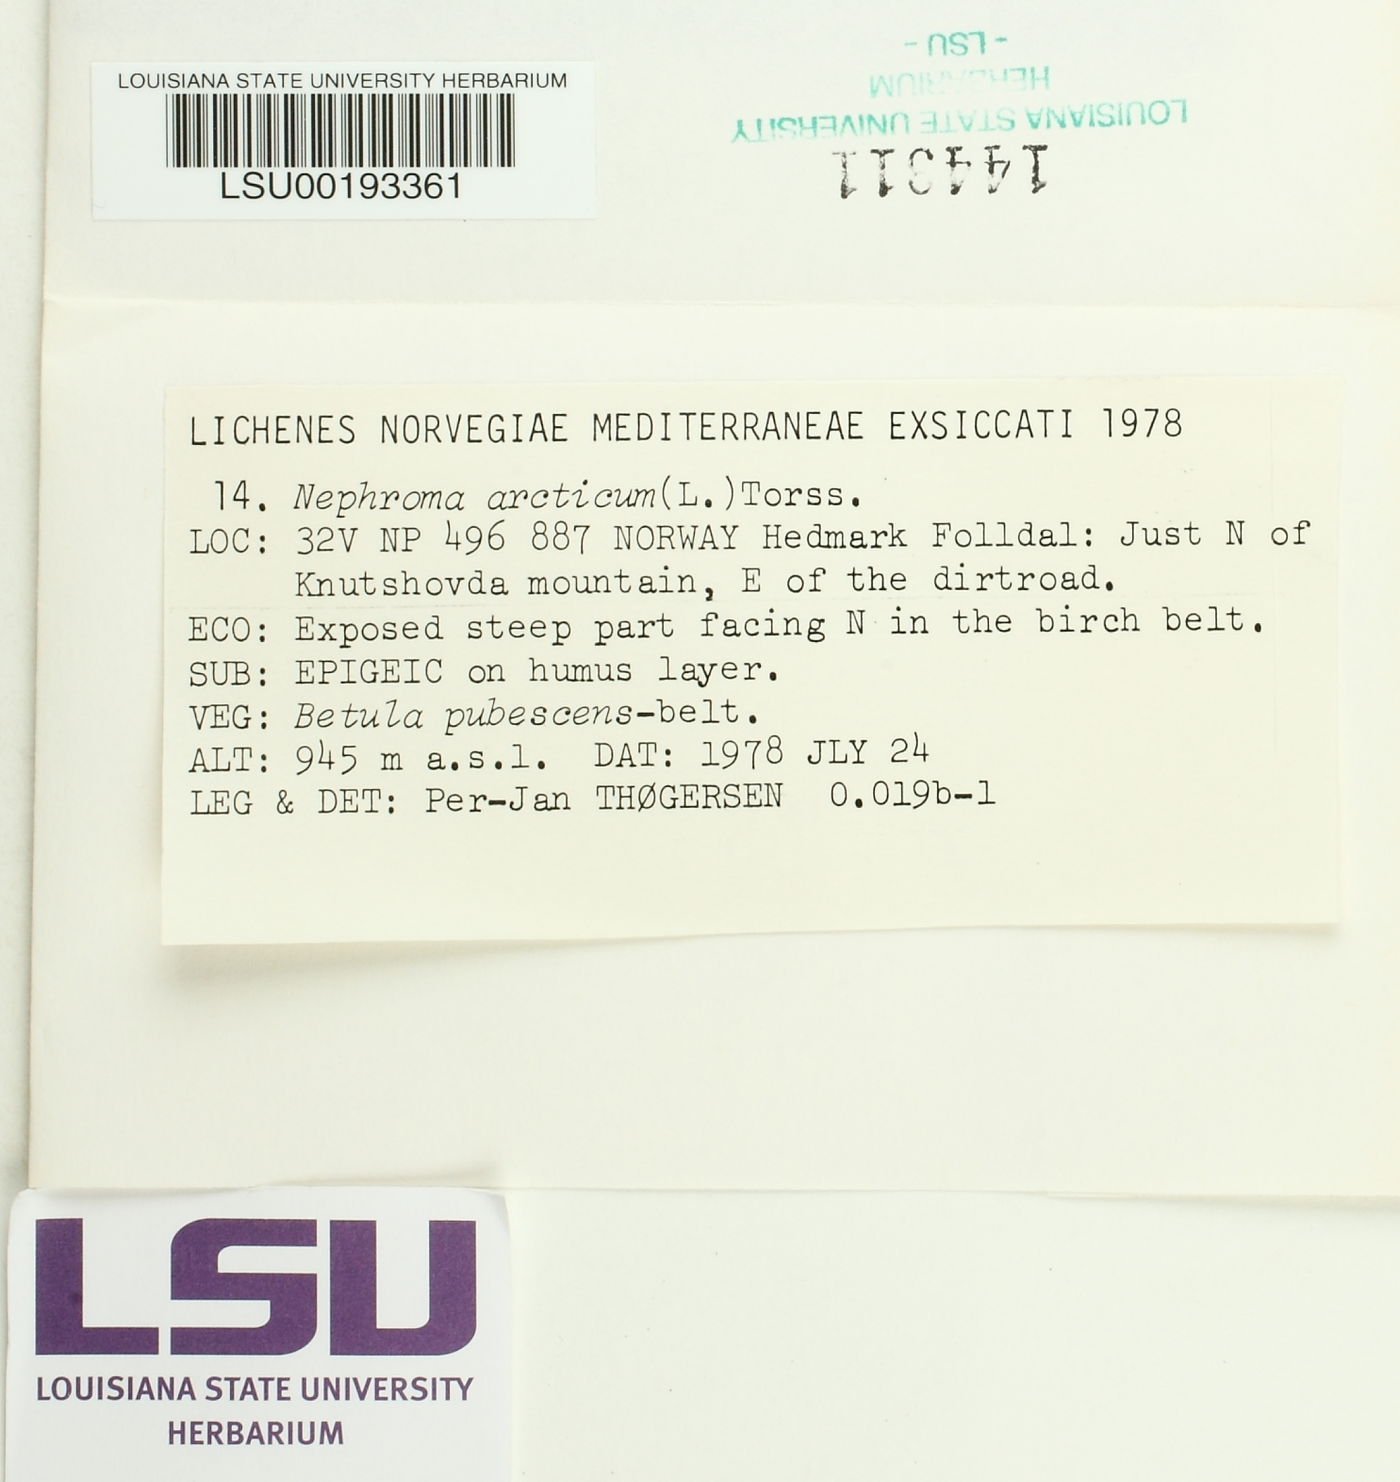 LOUISIANA STATE UNIVERSITY HERBARIUM
LSU00193361
144311
LOUISIANA STATE UNIVERSITY
HERBARIUM
- LSU -
LICHENES NORVEGIAE MEDITERRANEAE EXSICCATI 1978
14. Nephroma arcticum(L.)Torss.
LOC: 32V NP 496 887 NORWAY Hedmark Folldal: Just N of
Knutshovda mountain, E of the dirtroad.
ECO: Exposed steep part facing N in the birch belt.
SUB: EPIGEIC on humus layer.
VEG: Betula pubescens-belt.
ALT: 945 m a.s.l. DAT: 1978 JLY 24
LEG & DET: Per-Jan THØGERSEN 0.019b-1
LSU
LOUISIANA STATE UNIVERSITY
HERBARIUM